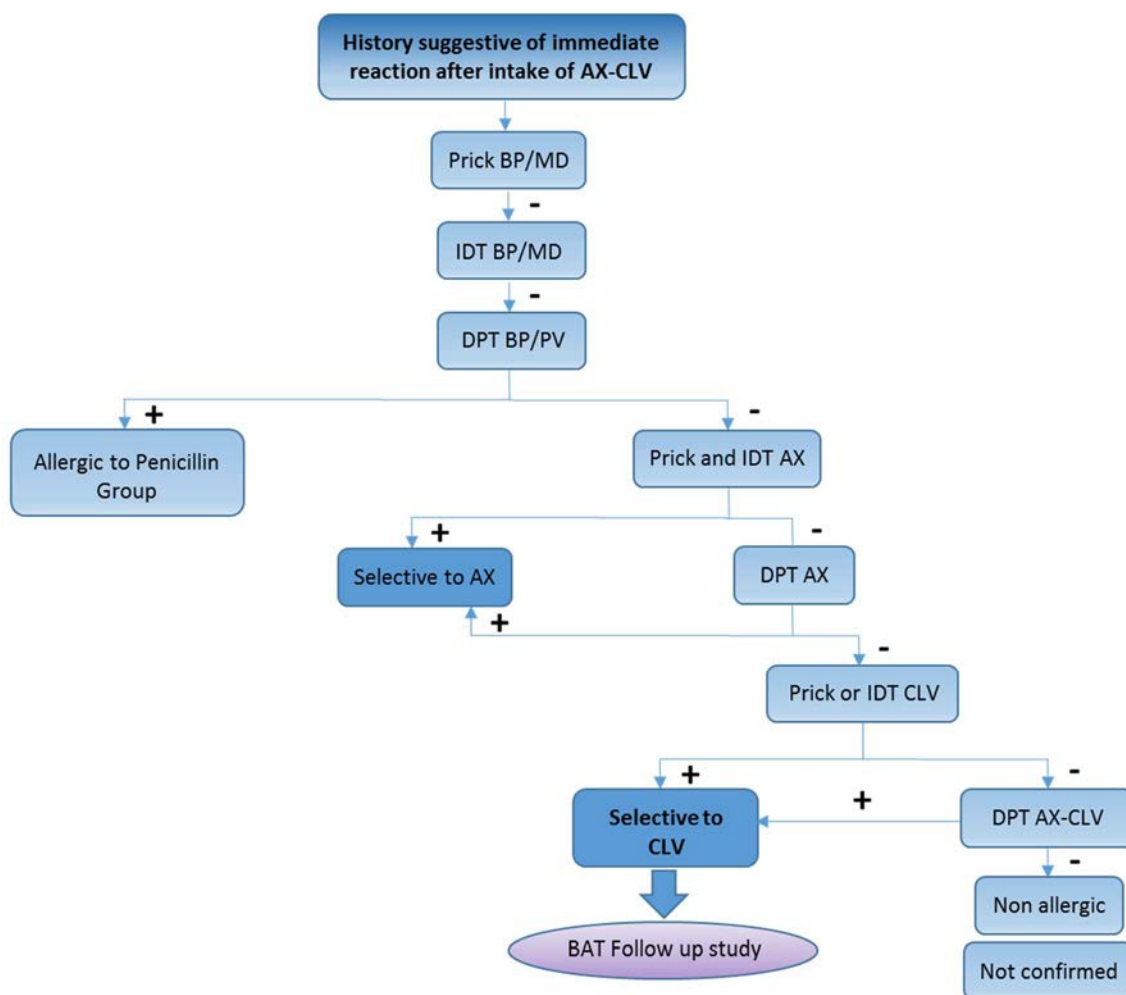 History suggestive of immediate
reaction after intake of AX-CLV
Prick BP/MD
-
IDT BP/MD
-
DPT BP/PV
+
-
Allergic to Penicillin
Group
Prick and IDT AX
+
-
Selective to AX
DPT AX
+
-
Prick or IDT CLV
+
-
Selective to
CLV
+
DPT AX-CLV
-
BAT Follow up study
Non allergic
Not confirmed